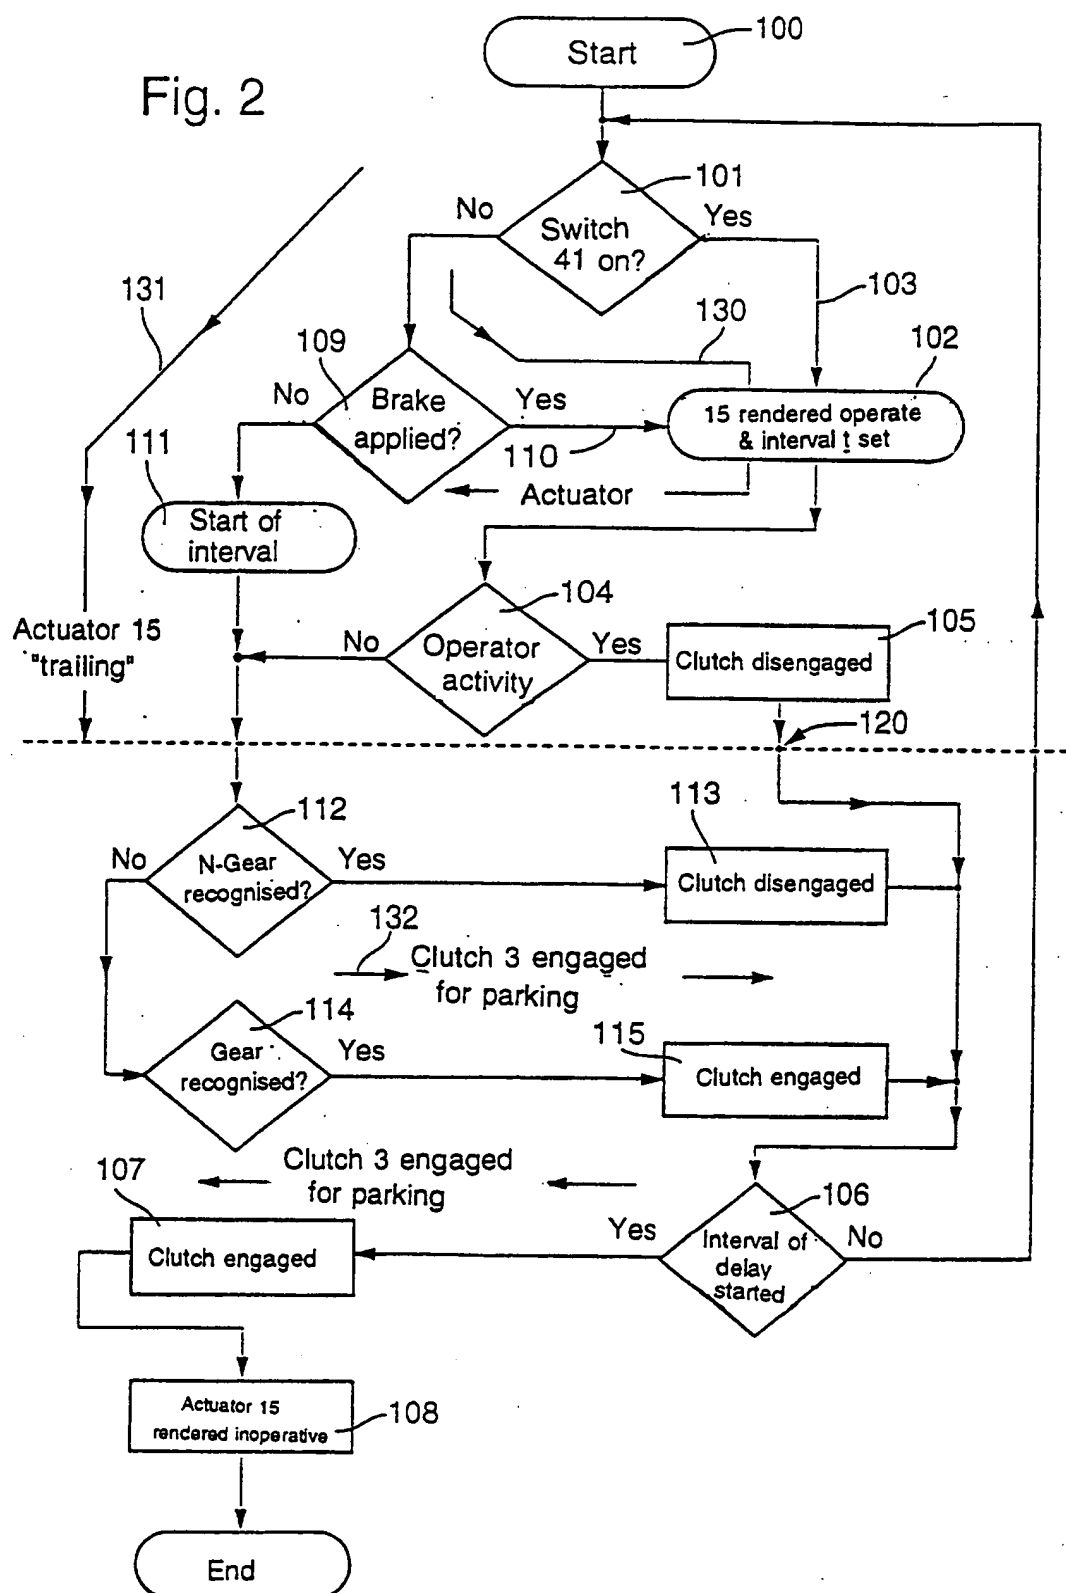 Fig. 2
Start
100
101
No
Yes
Switch
41 on?
103
131
130
109
102
No
Brake
applied?
Yes
15 rendered operate
& interval t set
110
111
Actuator
Start of
interval
104
105
Actuator 15
"trailing"
No
Operator
activity
Yes
Clutch disengaged
120
112
113
No
N-Gear
recognised?
Yes
Clutch disengaged
132
Clutch 3 engaged
for parking
114
115
Gear
recognised?
Yes
Clutch engaged
107
Clutch 3 engaged
for parking
106
Yes
No
Interval of
delay
started
Clutch engaged
Actuator 15
rendered inoperative
108
End